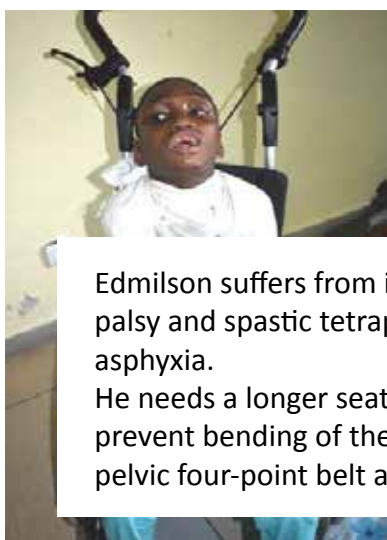 Edmilson suffers from
palsy and spastic
asphyxia.
He needs a longer seat
prevent bending of the
pelvic four-point belt